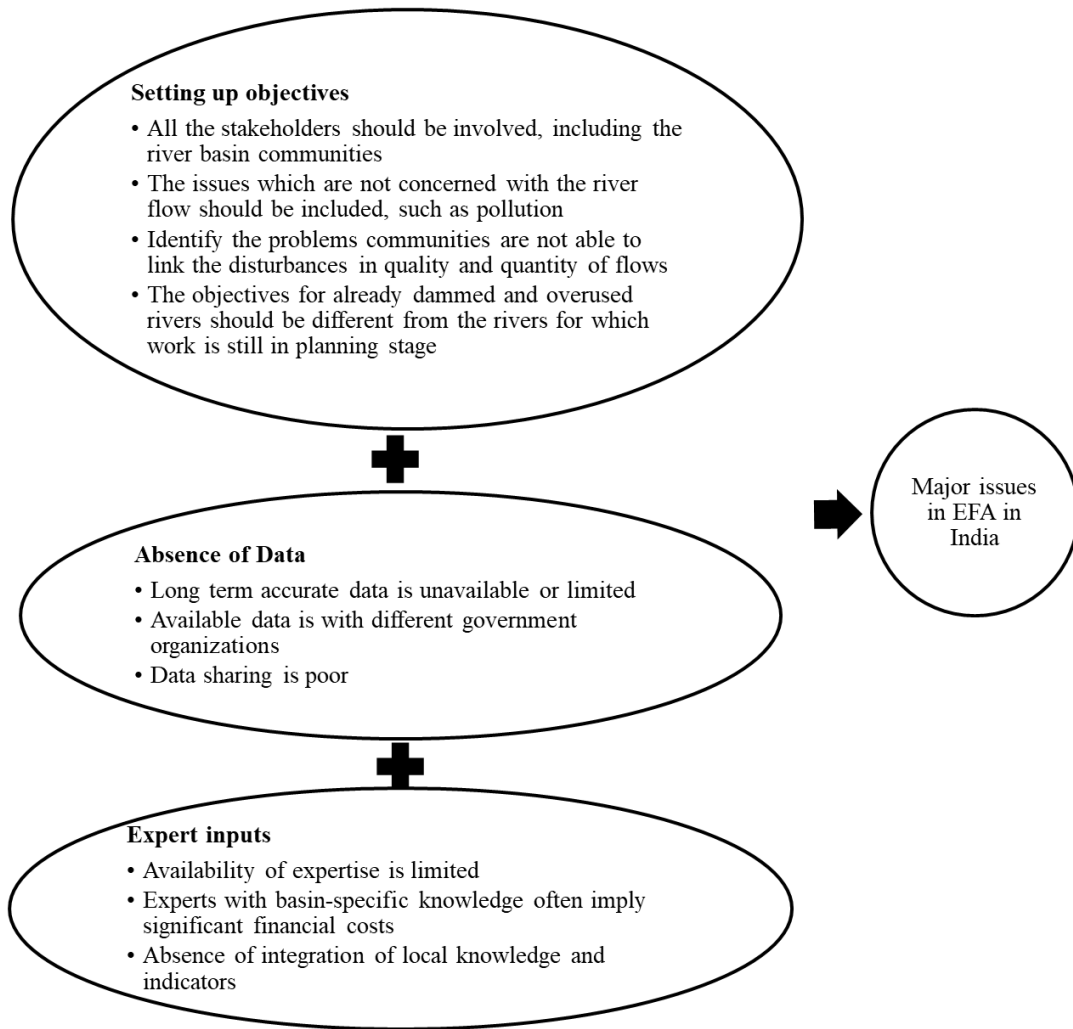 Setting up objectives
• All the stakeholders should be involved, including the
river basin communities
• The issues which are not concerned with the river
flow should be included, such as pollution
• Identify the problems communities are not able to
link the disturbances in quality and quantity of flows
• The objectives for already dammed and overused
rivers should be different from the rivers for which
work is still in planning stage
Absence of Data
• Long term accurate data is unavailable or limited
• Available data is with different government
organizations
• Data sharing is poor
Expert inputs
• Availability of expertise is limited
• Experts with basin-specific knowledge often imply
significant financial costs
• Absence of integration of local knowledge and
indicators
Major issues
in EFA in
India